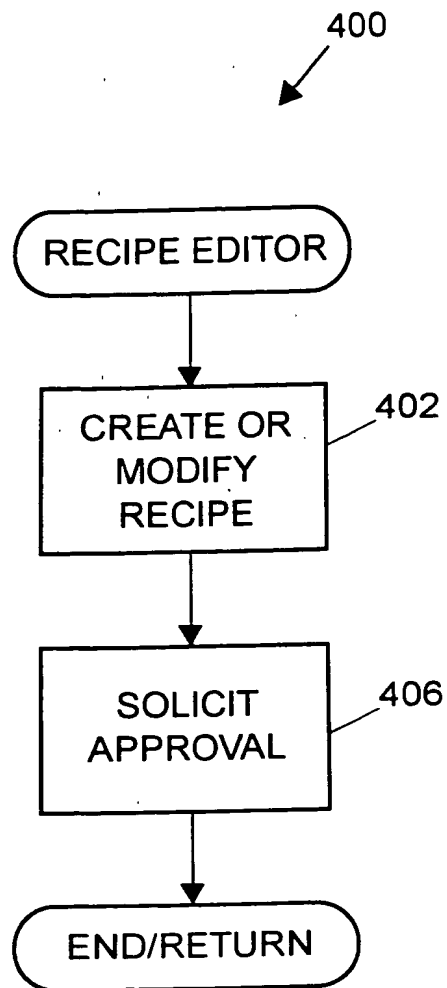 400
RECIPE EDITOR
CREATE OR
MODIFY
RECIPE
402
SOLICIT
APPROVAL
406
END/RETURN